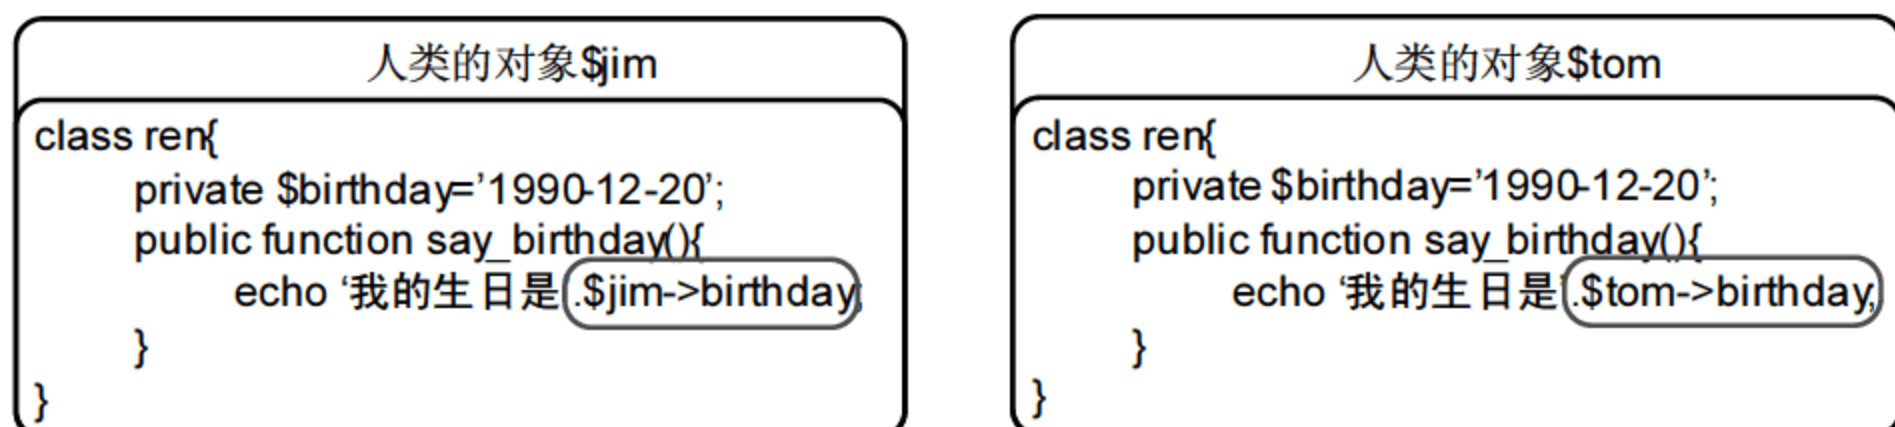 人类的对象$jim
class ren{
private $birthday=’1990-12-20’;
public function say_birthday(){
echo ‘我的生日是’.$jim->birthday;
}
}
人类的对象$tom
class ren{
private $birthday=’1990-12-20’;
public function say_birthday(){
echo ‘我的生日是’.$tom->birthday;
}
}